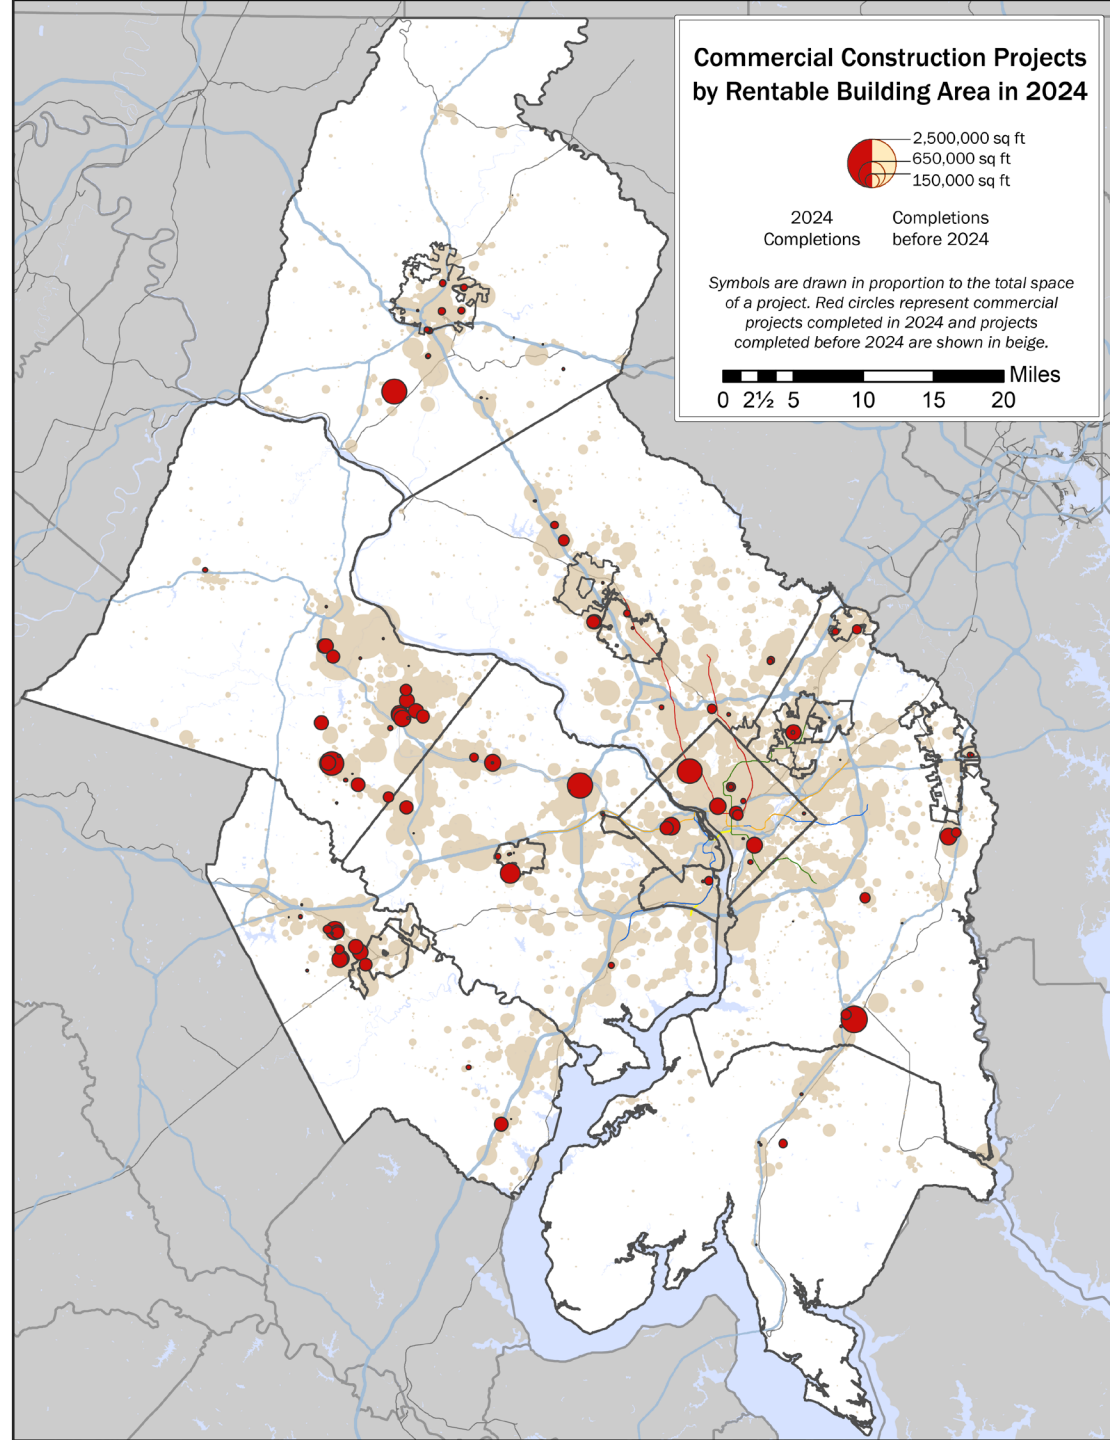 Commercial Construction Projects
by Rentable Building Area in 2024
2,500,000 sq ft
650,000 sq ft
150,000 sq ft
2024
Completions
Completions
before 2024
Symbols are drawn in proportion to the total space
of a project. Red circles represent commercial
projects completed in 2024 and projects
completed before 2024 are shown in beige.
Miles
0 2½ 5 10 15 20